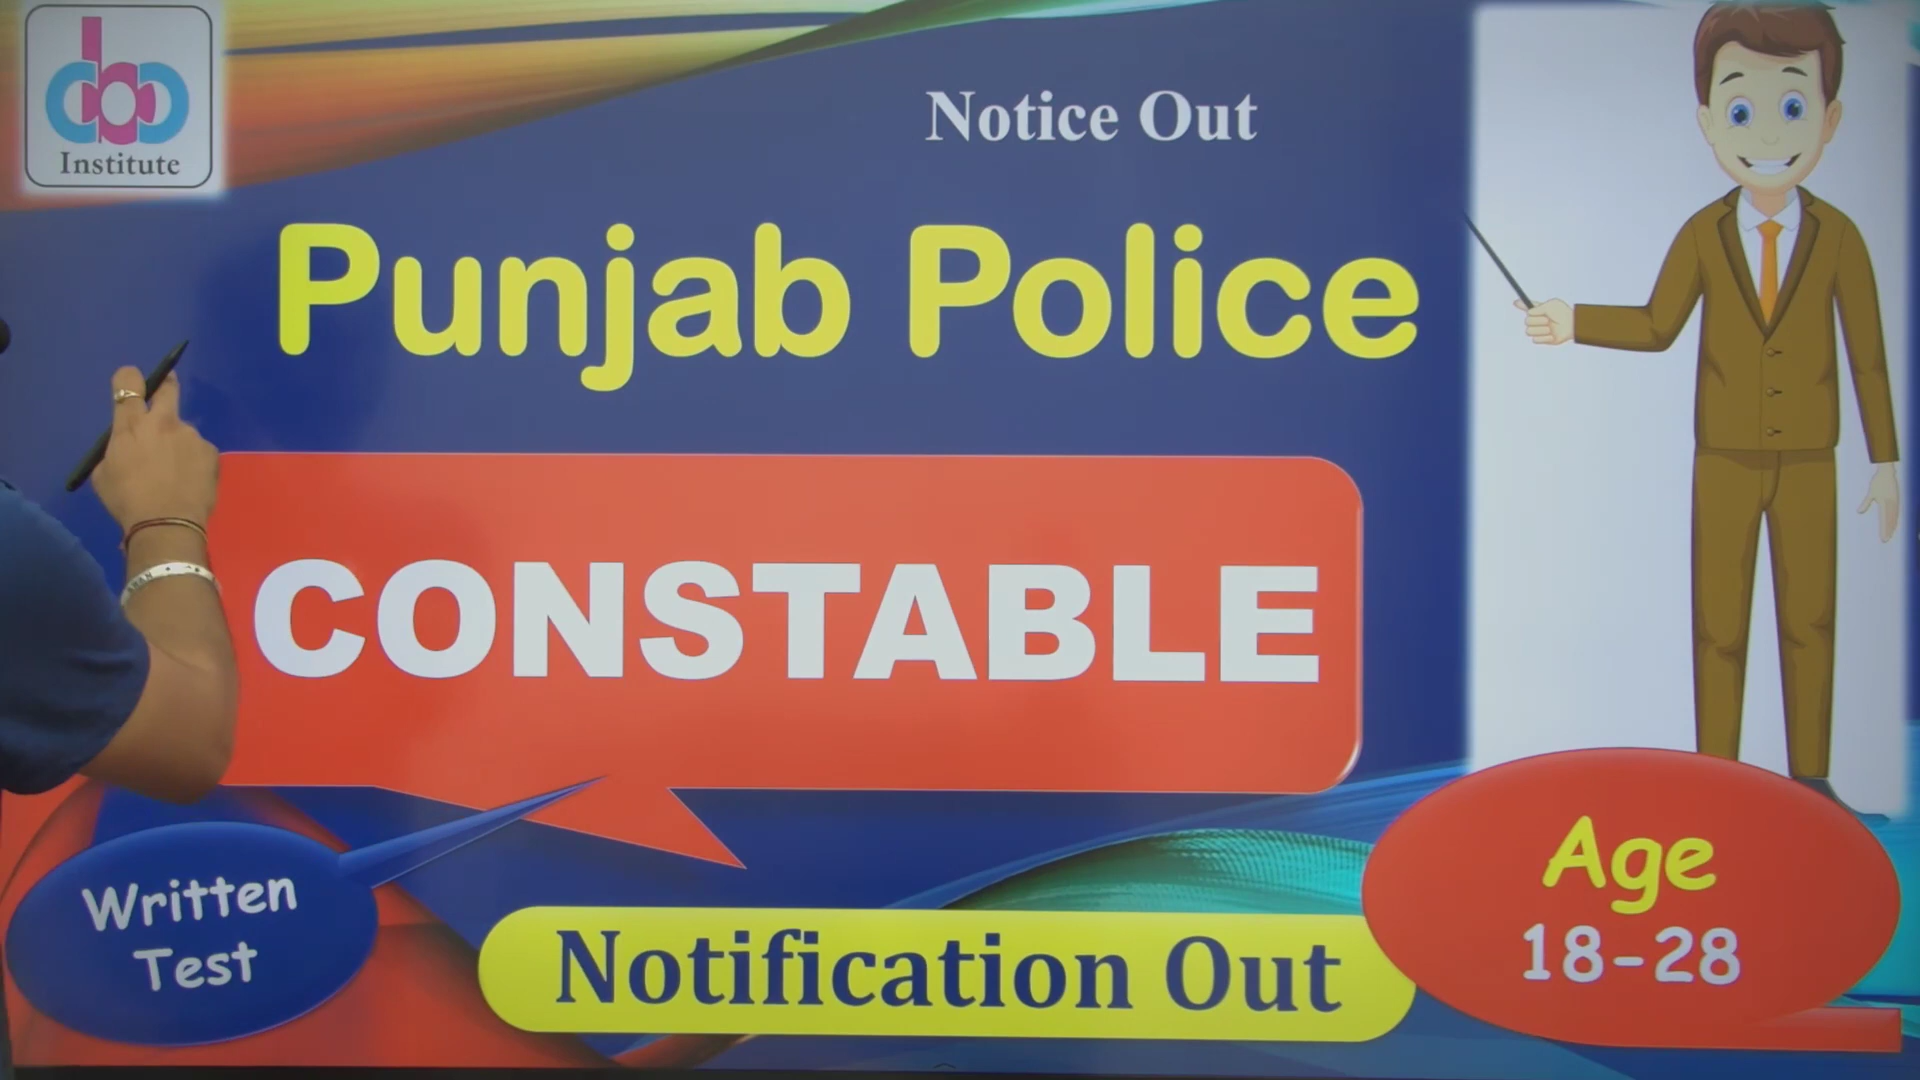 Institute
Notice Out
Punjab Police
CONSTABLE
Written
Test
Notification Out
Age
18-28